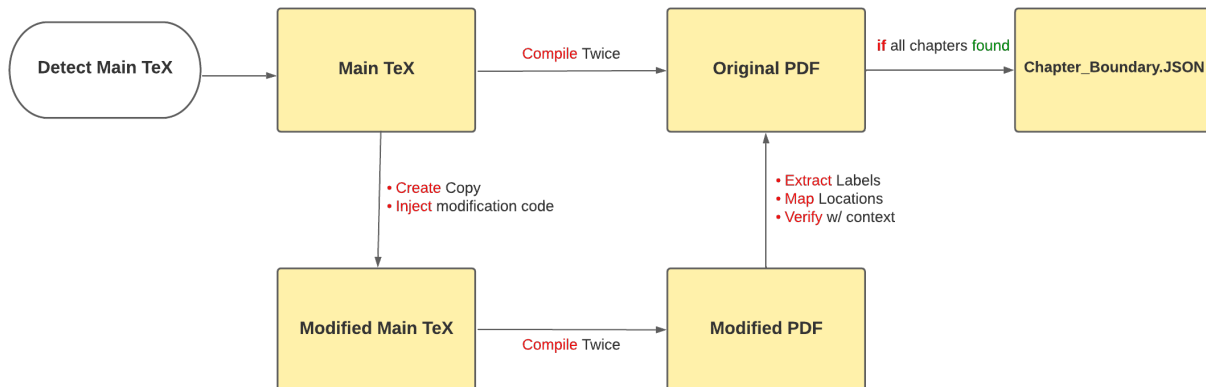 Detect Main TeX
Main TeX
Compile Twice
Original PDF
if all chapters found
Chapter_Boundary.JSON
• Create Copy
• Inject modification code
• Extract Labels
• Map Locations
• Verify w/ context
Modified Main TeX
Compile Twice
Modified PDF